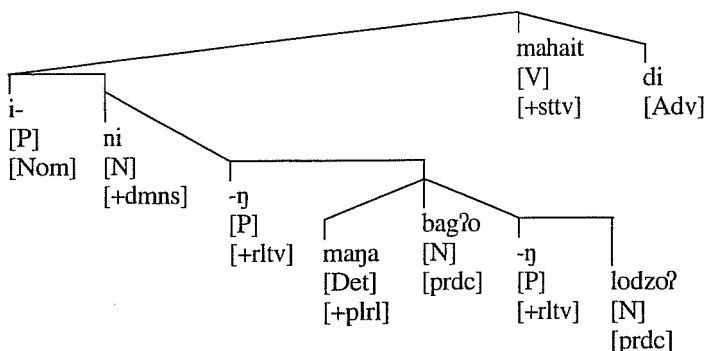 mahait
[V]
[+sttv]
di
[Adv]
i-
[P]
[Nom]
ni
[N]
[+dmns]
-ŋ
[P]
[+rltv]
maŋa
[Det]
[+plrl]
bagʔo
[N]
[prdc]
-ŋ
[P]
[+rltv]
lodzoʔ
[N]
[prdc]